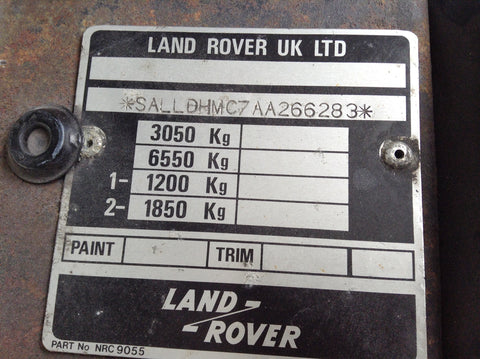 LAND ROVER UK LTD
*SALLDHMC7AA266283*
3050 Kg
6550 Kg
1- 1200 Kg
2- 1850 Kg
PAINT TRIM
LAND-
ROVER
PART No NRC 9055